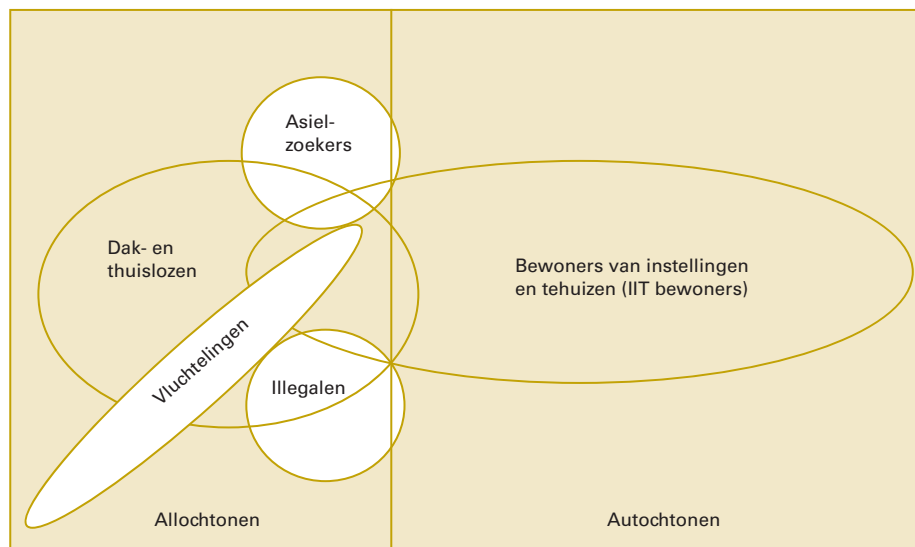 Asiel-
zoekers
Dak- en
thuislozen
Bewoners van instellingen
en tehuizen (IIT bewoners)
Vluchtelingen
Illegalen
Allochtonen
Autochtonen